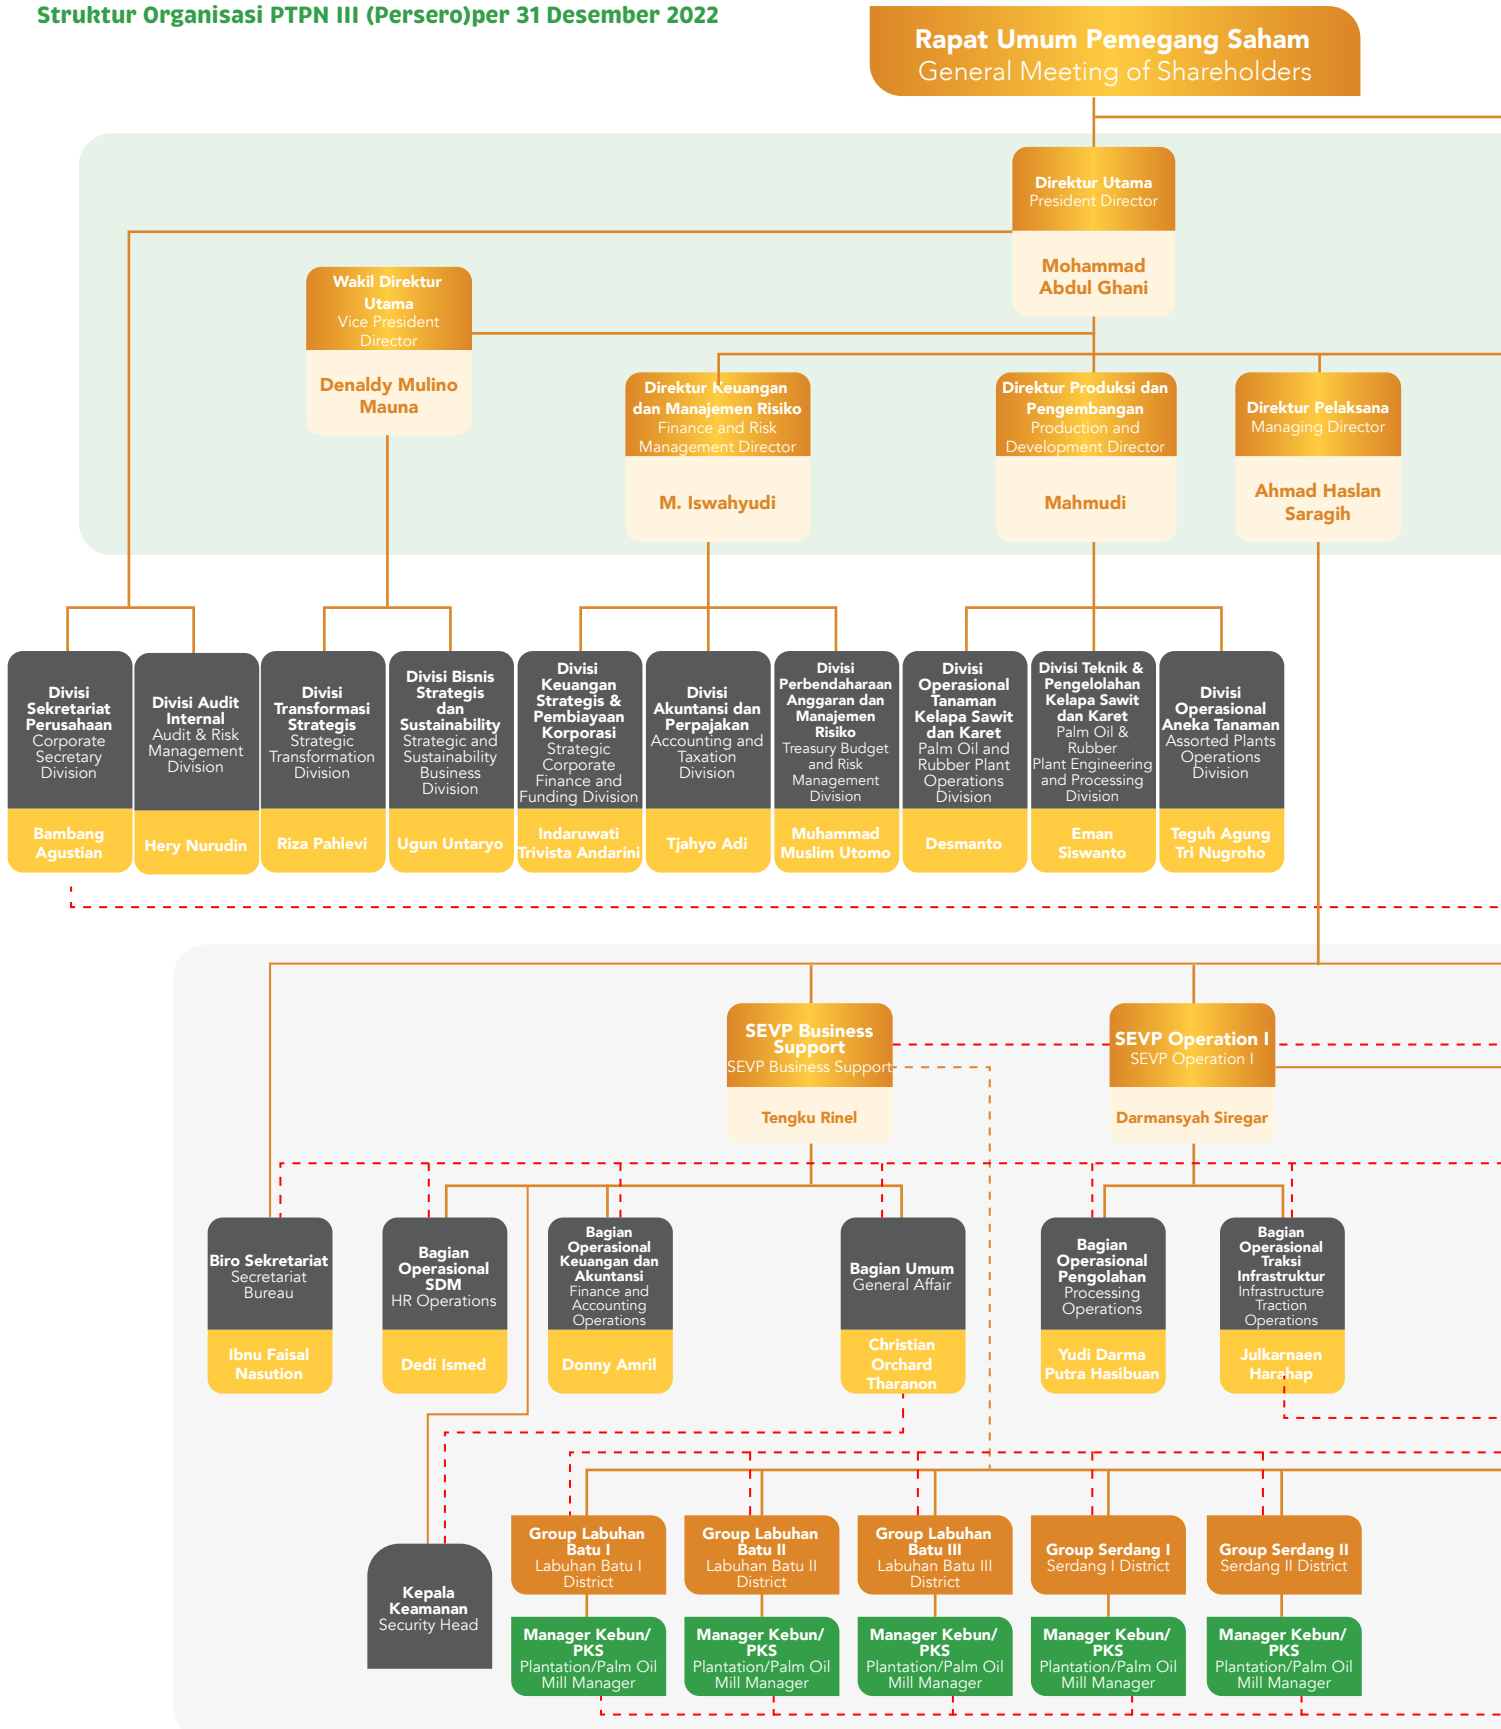 Struktur Organisasi PTPN III (Persero)per 31 Desember 2022
Rapat Umum Pemegang Saham
General Meeting of Shareholders
Direktur Utama
President Director
Mohammad
Abdul Ghani
Wakil Direktur
Utama
Vice President
Director
Denaldy Mulino
Mauna
Direktur Keuangan
dan Manajemen Risiko
Finance and Risk
Management Director
M. Iswahyudi
Direktur Produksi dan
Pengembangan
Production and
Development Director
Mahmudi
Direktur Pelaksana
Managing Director
Ahmad Haslan
Saragih
Divisi
Sekretariat
Perusahaan
Corporate
Secretary
Division
Bambang
Agustian
Divisi Audit
Internal
Audit & Risk
Management
Division
Hery Nurudin
Divisi
Transformasi
Strategis
Strategic
Transformation
Division
Riza Pahlevi
Divisi Bisnis
Strategis
dan
Sustainability
Strategic and
Sustainability
Business
Division
Ugun Untaryo
Divisi
Keuangan
Strategis &
Pembiayaan
Korporasi
Strategic
Corporate
Finance and
Funding Division
Indaruwati
Trivista Andarini
Divisi
Akuntasi dan
Perpajakan
Accounting and
Taxation
Division
Tjahyo Adi
Divisi
Perbendaharaan
Anggaran dan
Manajemen
Risiko
Treasury Budget
and Risk
Management
Division
Muhammad
Muslim Utomo
Divisi
Operasional
Tanaman
Kelapa Sawit
dan Karet
Palm Oil and
Rubber Plant
Operations
Division
Desmanto
Divisi Teknik &
Pengelolahan
Kelapa Sawit
dan Karet
Palm Oil &
Rubber
Plant Engineering
and Processing
Division
Eman
Siswanto
Divisi
Operasional
Aneka Tanaman
Assorted Plants
Operations
Division
Teguh Agung
Tri Nugroho
SEVP Business
Support
SEVP Business Support
Tengku Rinel
SEVP Operation I
SEVP Operation I
Darmansyah Siregar
Biro Sekretariat
Secretariat
Bureau
Ibnu Faisal
Nasution
Bagian
Operasional
SDM
HR Operations
Dedi Ismed
Bagian
Operasional
Keuangan dan
Akuntansi
Finance and
Accounting
Operations
Donny Amril
Bagian Umum
General Affair
Christian
Orchard
Tharanon
Bagian
Operasional
Pengolahan
Processing
Operations
Yudi Darma
Putra Hasibuan
Bagian
Operasional
Traksi
Infrastruktur
Infrastructure
Traction
Operations
Julkarnaen
Harahap
Kepala
Keamanan
Security Head
Group Labuhan
Batu I
Labuhan Batu I
District
Group Labuhan
Batu II
Labuhan Batu II
District
Group Labuhan
Batu III
Labuhan Batu III
District
Group Serdang I
Serdang I District
Group Serdang II
Serdang II District
Manager Kebun/
PKS
Plantation/Palm Oil
Mill Manager
Manager Kebun/
PKS
Plantation/Palm Oil
Mill Manager
Manager Kebun/
PKS
Plantation/Palm Oil
Mill Manager
Manager Kebun/
PKS
Plantation/Palm Oil
Mill Manager
Manager Kebun/
PKS
Plantation/Palm Oil
Mill Manager